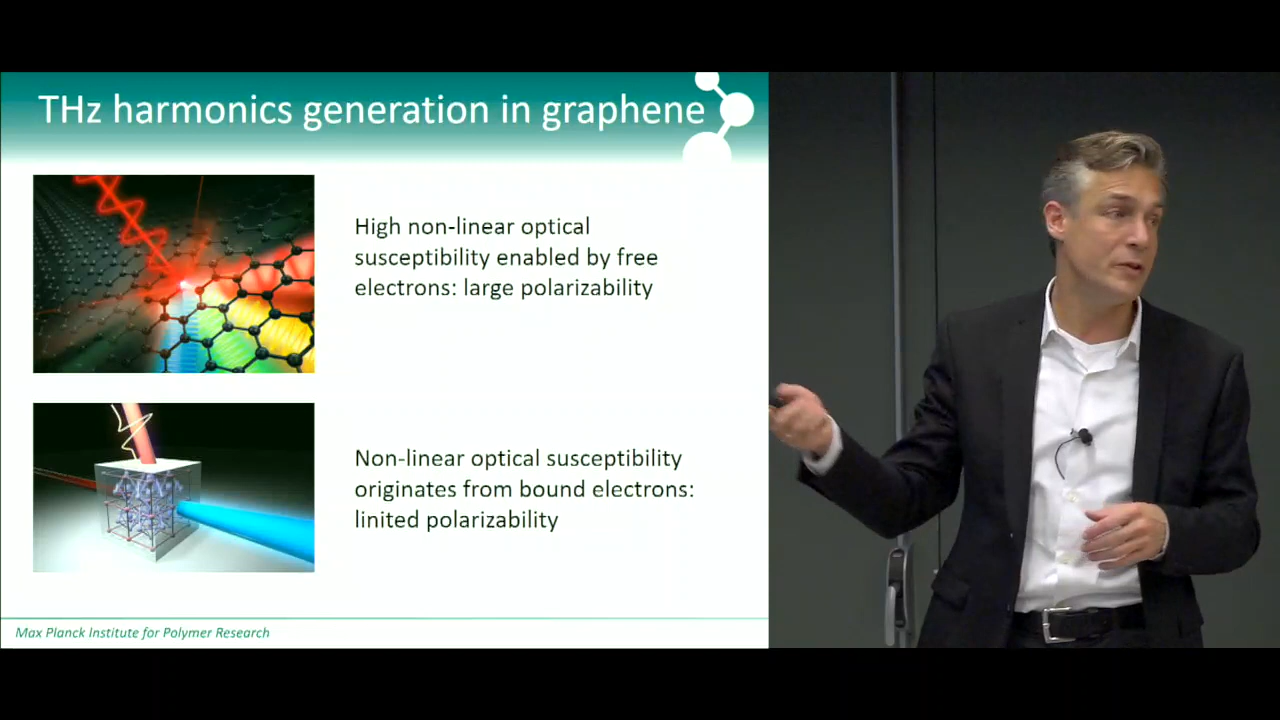 THz harmonics generation in graphene
High non-linear optical
susceptibility enabled by free
electrons: large polarizability
Non-linear optical susceptibility
originates from bound electrons:
linited polarizability
Max Planck Institute for Polymer Research